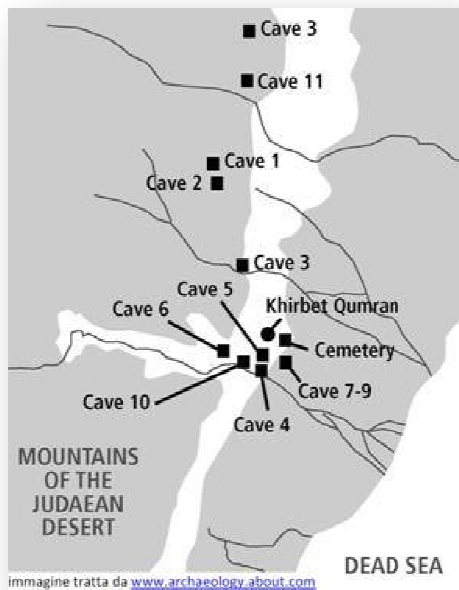 Cave 3
Cave 11
Cave 1
Cave 2
Cave 3
Cave 5
Khirbet Qumran
Cave 6
Cemetery
Cave 7-9
Cave 10
Cave 4
MOUNTAINS
OF THE
JUDAEAN
DESERT
DEAD SEA
immagine tratta da www.archaeology.about.com